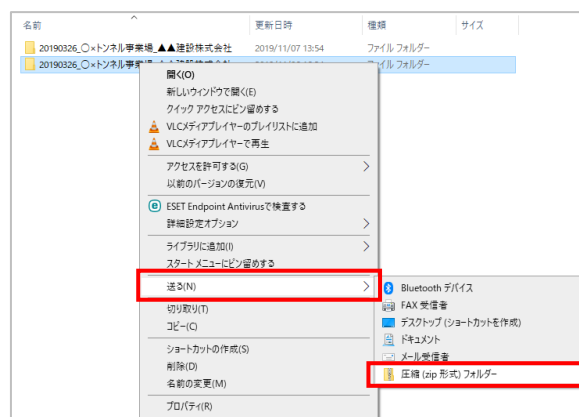 名前 更新日時 種類 サイズ
20190326_○×トンネル事業場_▲▲建設株式会社 2019/11/07 13:54 ファイル フォルダー
20190326_○×トンネル事業場_▲▲建設株式会社
開く(O)
新しいウィンドウで開く(E)
クイック アクセスにピン留めする
VLCメディアプレイヤーのプレイリストに追加
VLCメディアプレイヤーで再生
アクセスを許可する(G)
以前のバージョンの復元(V)
ESET Endpoint Antivirusで検査する
詳細設定オプション
ライブラリに追加(I)
スタート メニューにピン留めする
送る(N)
切り取り(T)
コピー(C)
ショートカットの作成(S)
削除(D)
名前の変更(M)
プロパティ(R)
Bluetooth デバイス
FAX 受信者
デスクトップ (ショートカットを作成)
ドキュメント
メール受信者
圧縮 (zip 形式) フォルダー